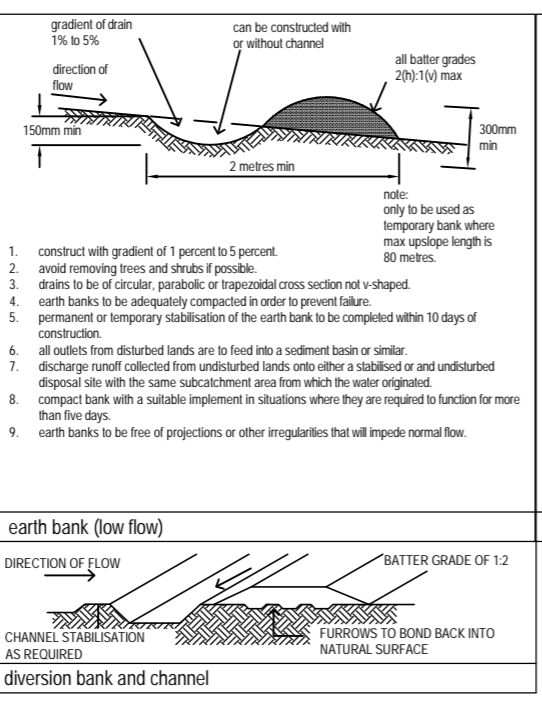 gradient of drain
1% to 5%
can be constructed with
or without channel
all batter grades
2(h):1(v) max
direction of
flow
150mm min
300mm
min
2 metres min
note:
only to be used as
temporary bank where
max upslope length is
80 metres.
1. construct with gradient of 1 percent to 5 percent.
2. avoid removing trees and shrubs if possible.
3. drains to be of circular, parabolic or trapezoidal cross section not v-shaped.
4. earth banks to be adequately compacted in order to prevent failure.
5. permanent or temporary stabilisation of the earth bank to be completed within 10 days of
construction.
6. all outlets from disturbed lands are to feed into a sediment basin or similar.
7. discharge runoff collected from undisturbed lands onto either a stabilised or and undisturbed
disposal site with the same subcatchment area from which the water originated.
8. compact bank with a suitable implement in situations where they are required to function for more
than five days.
9. earth banks to be free of projections or other irregularities that will impede normal flow.
earth bank (low flow)
DIRECTION OF FLOW
BATTER GRADE OF 1:2
CHANNEL STABILISATION
AS REQUIRED
FURROWS TO BOND BACK INTO
NATURAL SURFACE
diversion bank and channel